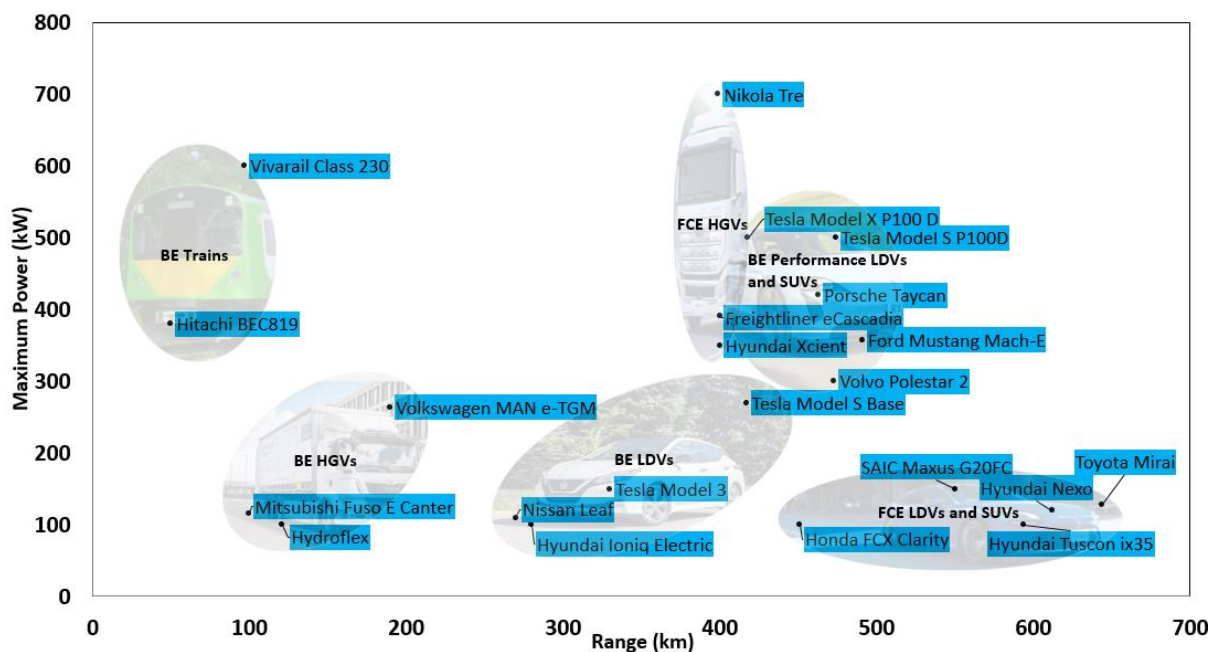 800
700
600
500
400
300
200
100
0
Maximum Power (kW)
Nikola Tre
Vivarail Class 230
FCE HGVs
Tesla Model X P100 D
Tesla Model S P100D
BE Trains
BE Performance LDVs
and SUVs
Porsche Taycan
Hitachi BEC819
Freightliner eCascadia
Hyundai Xcient
Ford Mustang Mach-E
Volvo Polestar 2
Tesla Model S Base
Volkswagen MAN e-TGM
BE HGVs
BE LDVs
SAIC Maxus G20FC
Toyota Mirai
Tesla Model 3
Hyundai Nexo
Mitsubishi Fuso E Canter
Nissan Leaf
FCE LDVs and SUVs
Hydroflex
Hyundai Ioniq Electric
Honda FCX Clarity
Hyundai Tuscon ix35
0 100 200 300 400 500 600 700
Range (km)